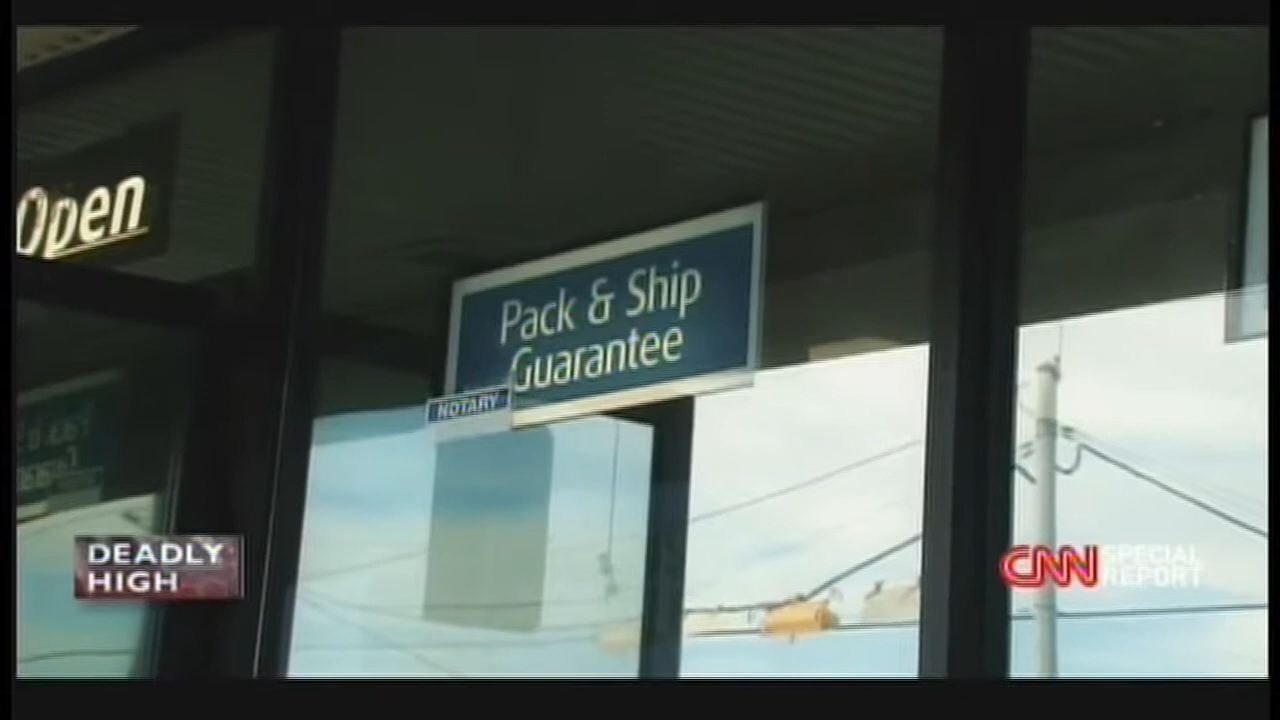 Open
Pack & Ship
Guarantee
NOTARY
DEADLY
HIGH
CNN SPECIAL
REPORT